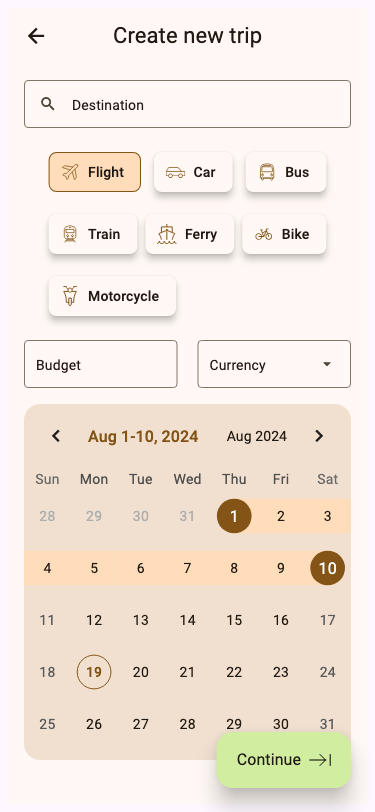 Create new trip
Destination
Flight Car Bus
Train Ferry Bike
Motorcycle
Budget Currency
Aug 1-10, 2024 Aug 2024
Sun Mon Tue Wed Thu Fri Sat
28 29 30 31 1 2 3
4 5 6 7 8 9 10
11 12 13 14 15 16 17
18 19 20 21 22 23 24
25 26 27 28 29 30 31
Continue